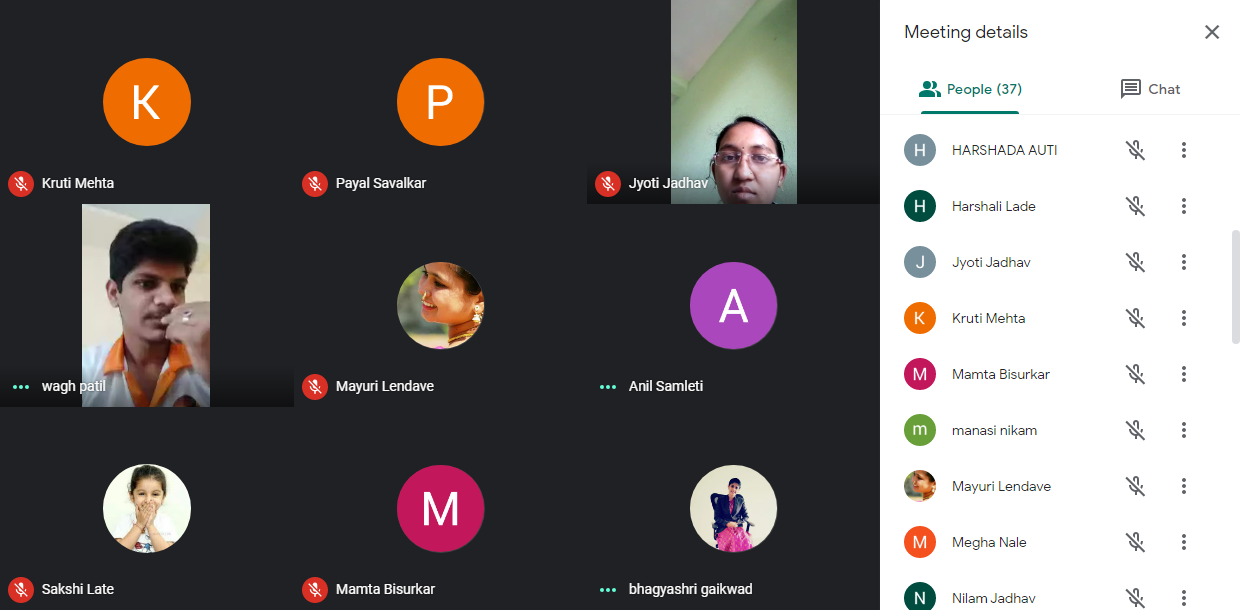 K
P
Kruti Mehta
Payal Savalkar
Jyoti Jadhav
A
wagh patil
Mayuri Lendave
Anil Samleti
M
Sakshi Late
Mamta Bisurkar
bhagyashri gaikwad
Meeting details
People (37)
Chat
H HARSHADA AUTI
H Harshali Lade
J Jyoti Jadhav
K Kruti Mehta
M Mamta Bisurkar
m manasi nikam
Mayuri Lendave
M Megha Nale
N Nilam Jadhav